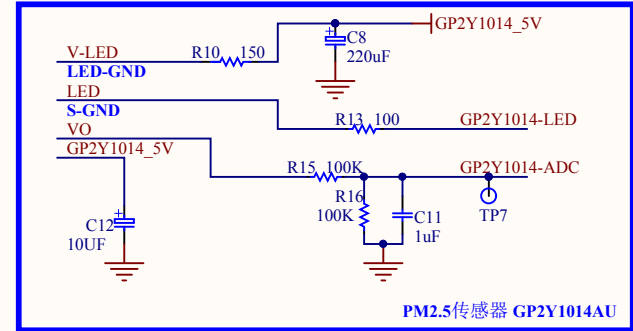 GP2Y1014_5V
V-LED
R10 150
+
C8
220uF
LED-GND
LED
S-GND
R13 100
GP2Y1014-LED
VO
GP2Y1014_5V
R15 100K
GP2Y1014-ADC
R16
100K
C11
1uF
TP7
+
C12
10UF
PM2.5传感器 GP2Y1014AU